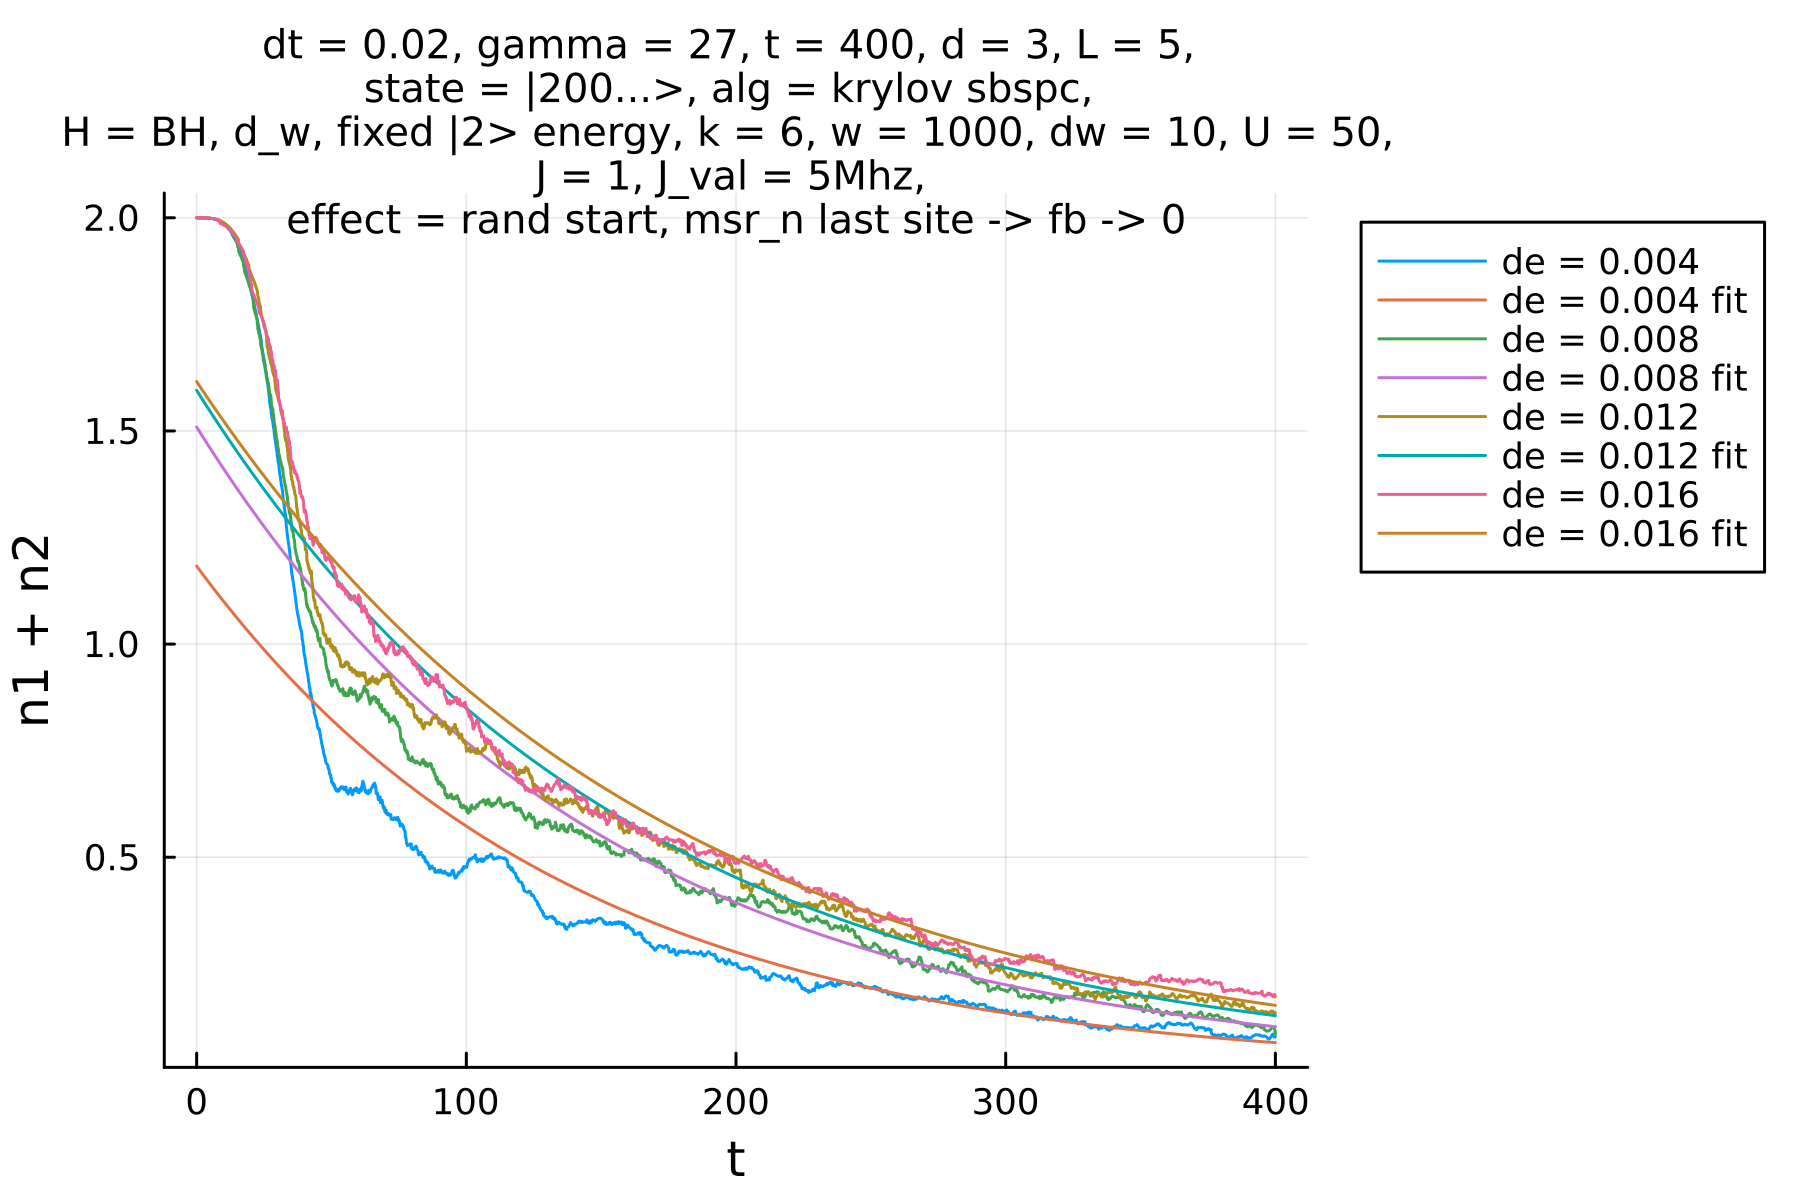 dt = 0.02, gamma = 27, t = 400, d = 3, L = 5,
state = |200...>, alg = krylov sbspc,
H = BH, d_w, fixed |2> energy, k = 6, w = 1000, dw = 10, U = 50,
J = 1, J_val = 5Mhz,
effect = rand start, msr_n last site -> fb -> 0
2.0
1.5
1.0
0.5
n1 + n2
0 100 200 300 400
t
de = 0.004
de = 0.004 fit
de = 0.008
de = 0.008 fit
de = 0.012
de = 0.012 fit
de = 0.016
de = 0.016 fit